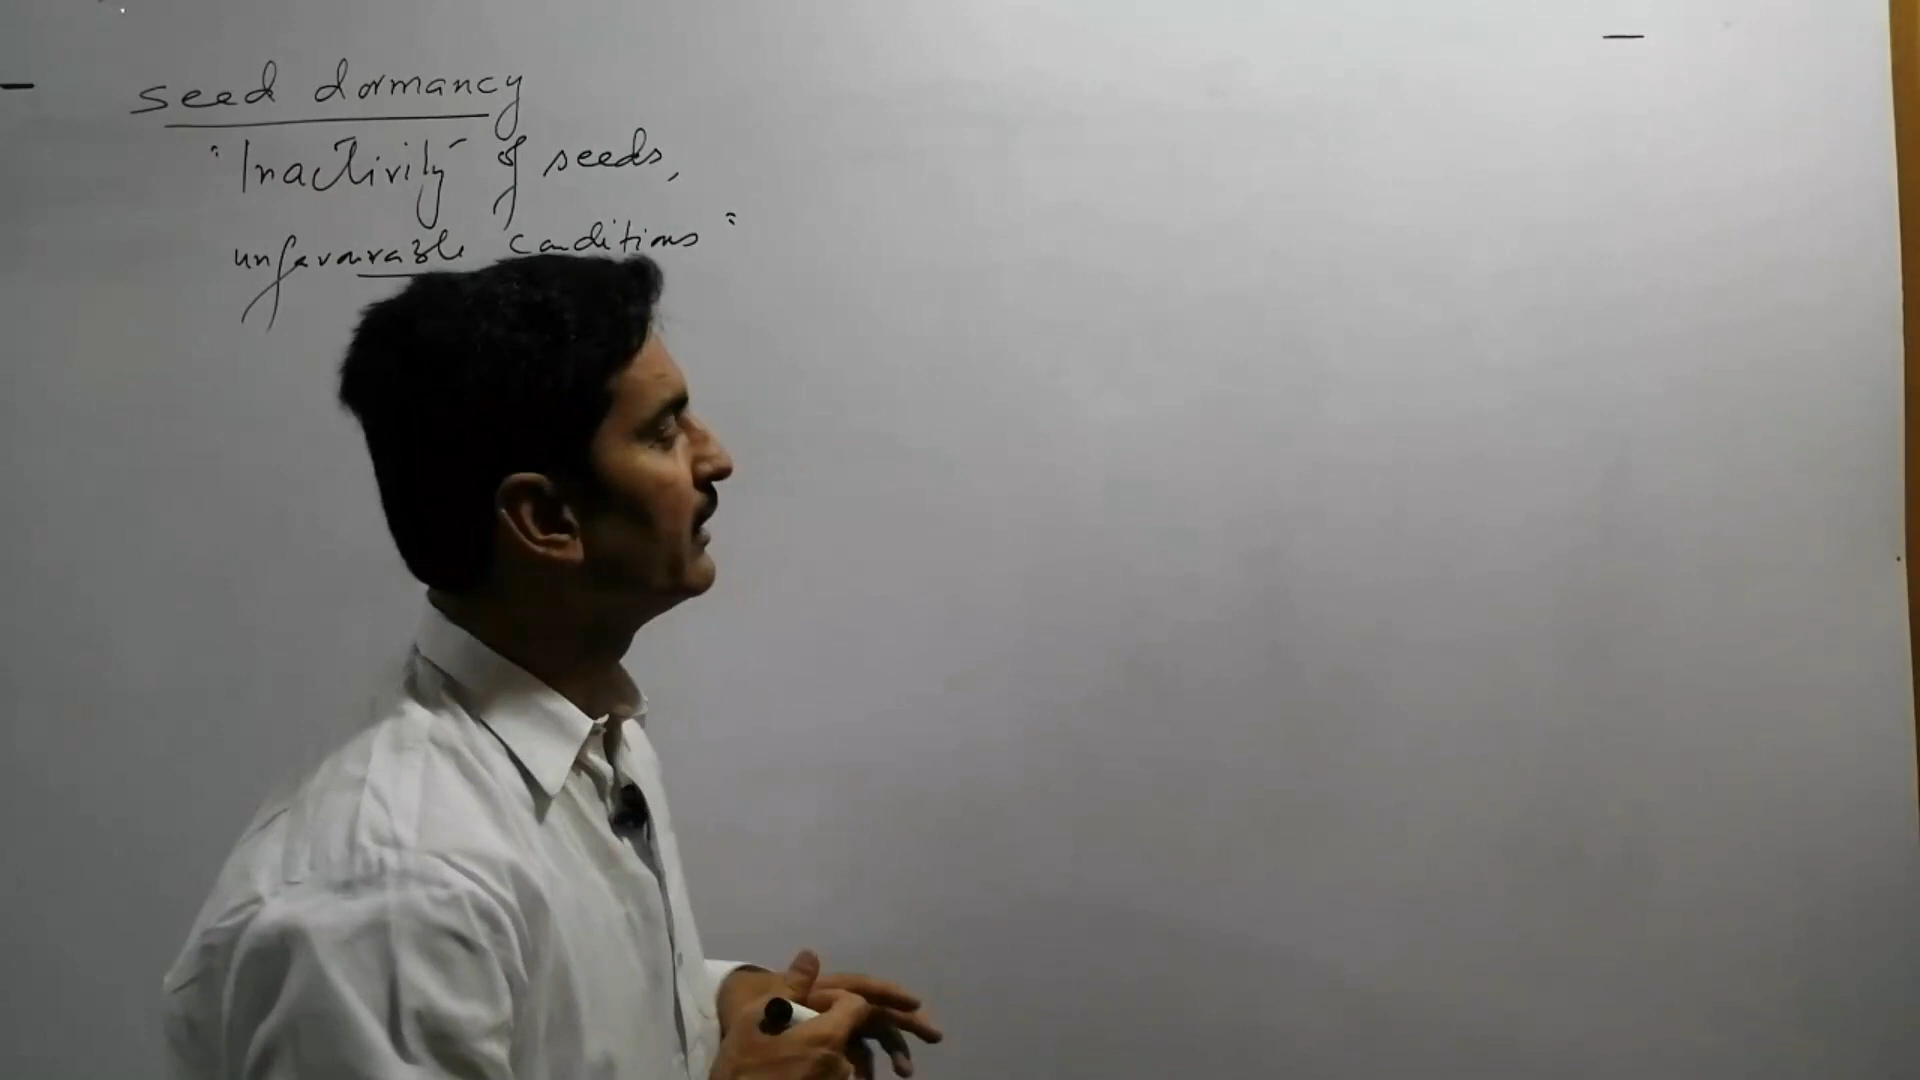 seed dormancy
"Inactivity of seeds,
unfavourable conditions"